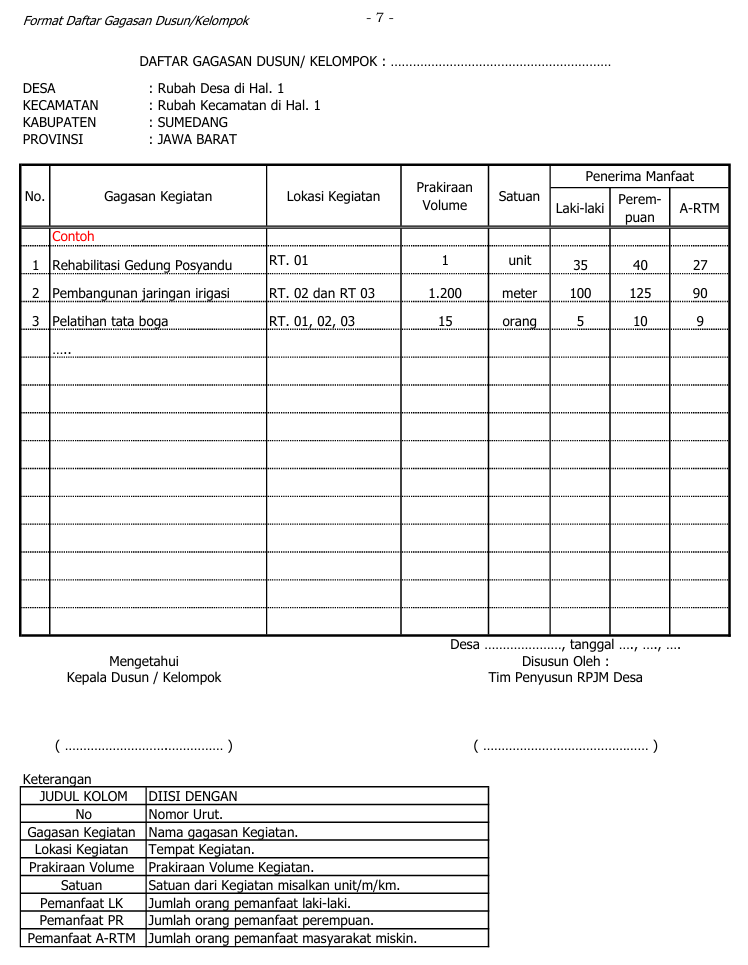 Format Daftar Gagasan Dusun/Kelompok
- 7 -
DAFTAR GAGASAN DUSUN/ KELOMPOK : ……………………………………………………
DESA : Rubah Desa di Hal. 1
KECAMATAN : Rubah Kecamatan di Hal. 1
KABUPATEN : SUMEDANG
PROVINSI : JAWA BARAT
No. Gagasan Kegiatan Lokasi Kegiatan Prakiraan Volume Satuan Penerima Manfaat
Laki-laki Perem-puan A-RTM
Contoh
1 Rehabilitasi Gedung Posyandu RT. 01 1 unit 35 40 27
2 Pembangunan jaringan irigasi RT. 02 dan RT 03 1.200 meter 100 125 90
3 Pelatihan tata boga RT. 01, 02, 03 15 orang 5 10 9
…..
Desa …………………, tanggal …., …., ….
Mengetahui Disusun Oleh :
Kepala Dusun / Kelompok Tim Penyusun RPJM Desa
( …………………………………… ) ( ……………………………………… )
Keterangan
JUDUL KOLOM DIISI DENGAN
No Nomor Urut.
Gagasan Kegiatan Nama gagasan Kegiatan.
Lokasi Kegiatan Tempat Kegiatan.
Prakiraan Volume Prakiraan Volume Kegiatan.
Satuan Satuan dari Kegiatan misalkan unit/m/km.
Pemanfaat LK Jumlah orang pemanfaat laki-laki.
Pemanfaat PR Jumlah orang pemanfaat perempuan.
Pemanfaat A-RTM Jumlah orang pemanfaat masyarakat miskin.